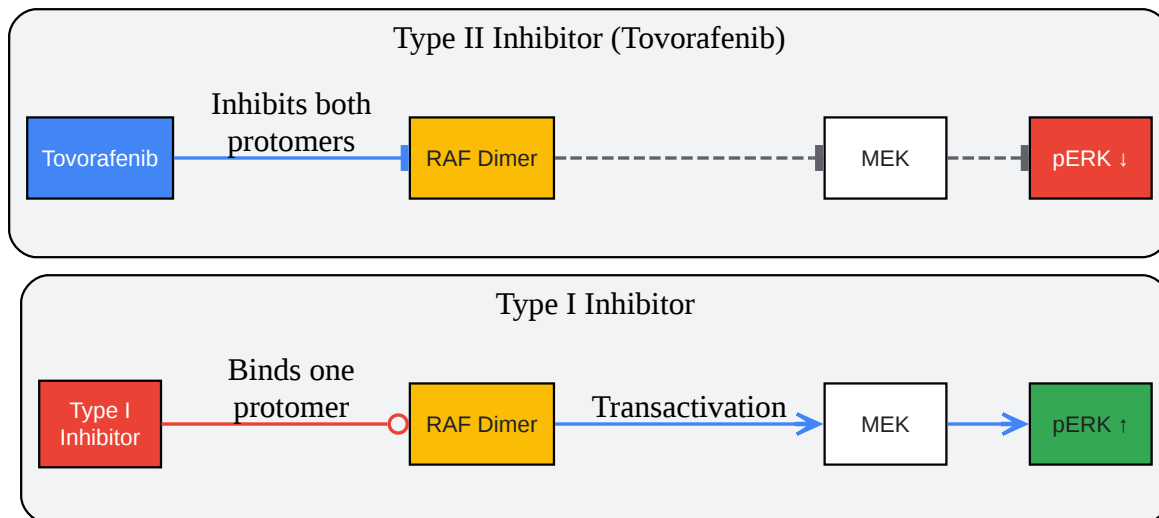 Type II Inhibitor (Tovorafenib)
Inhibits both
protomers
Tovorafenib
RAF Dimer
MEK
pERK ↓
Type I Inhibitor
Binds one
protomer
Type I
Inhibitor
RAF Dimer
Transactivation
MEK
pERK ↑